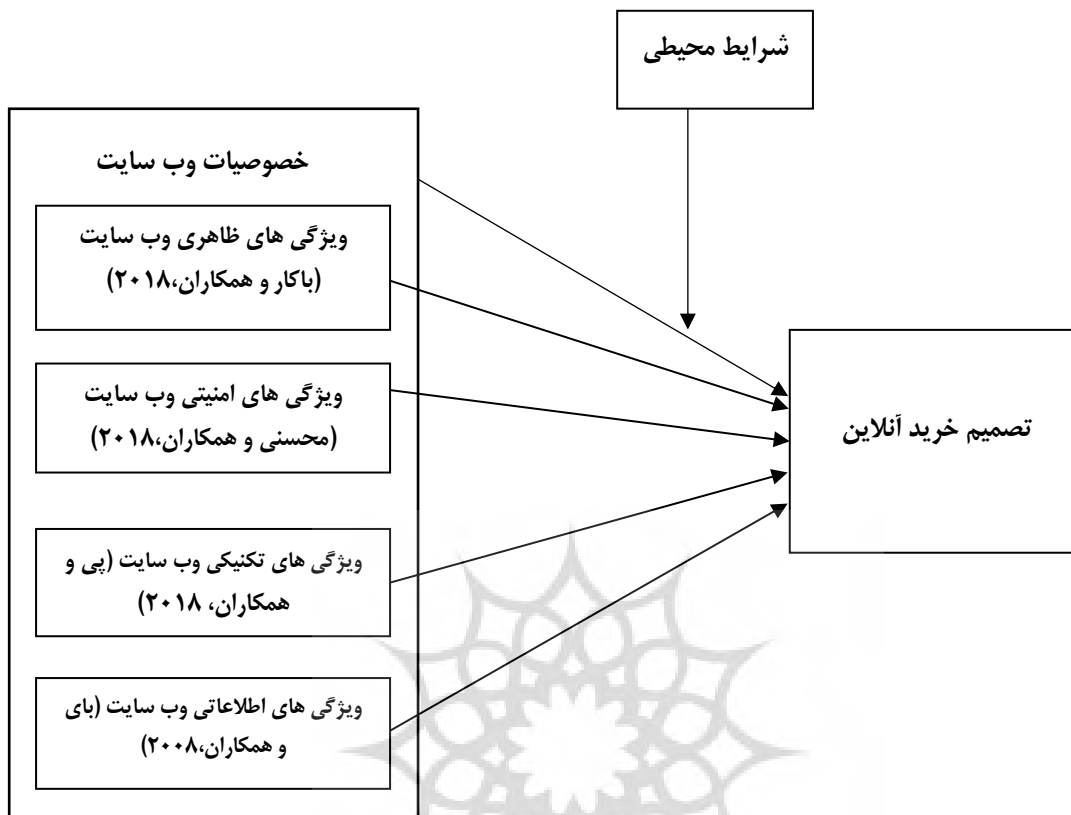 شرایط محیطی
خصوصیات وب سایت
ویژگی های ظاهری وب سایت
(باکار و همکاران،۲۰۱۸)
ویژگی های امنیتی وب سایت
(محسنی و همکاران،۲۰۱۸)
ویژگی های تکنیکی وب سایت (پی و
همکاران، ۲۰۱۸)
ویژگی های اطلاعاتی وب سایت (بای
و همکاران،۲۰۰۸)
تصمیم خرید آنلاین